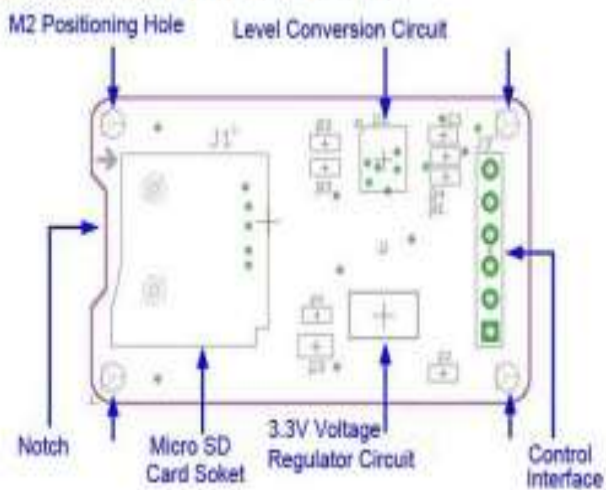 M2 Positioning Hole
Level Conversion Circuit
J1
Notch
Micro SD
Card Soket
3.3V Voltage
Regulator Circuit
Control
Interface